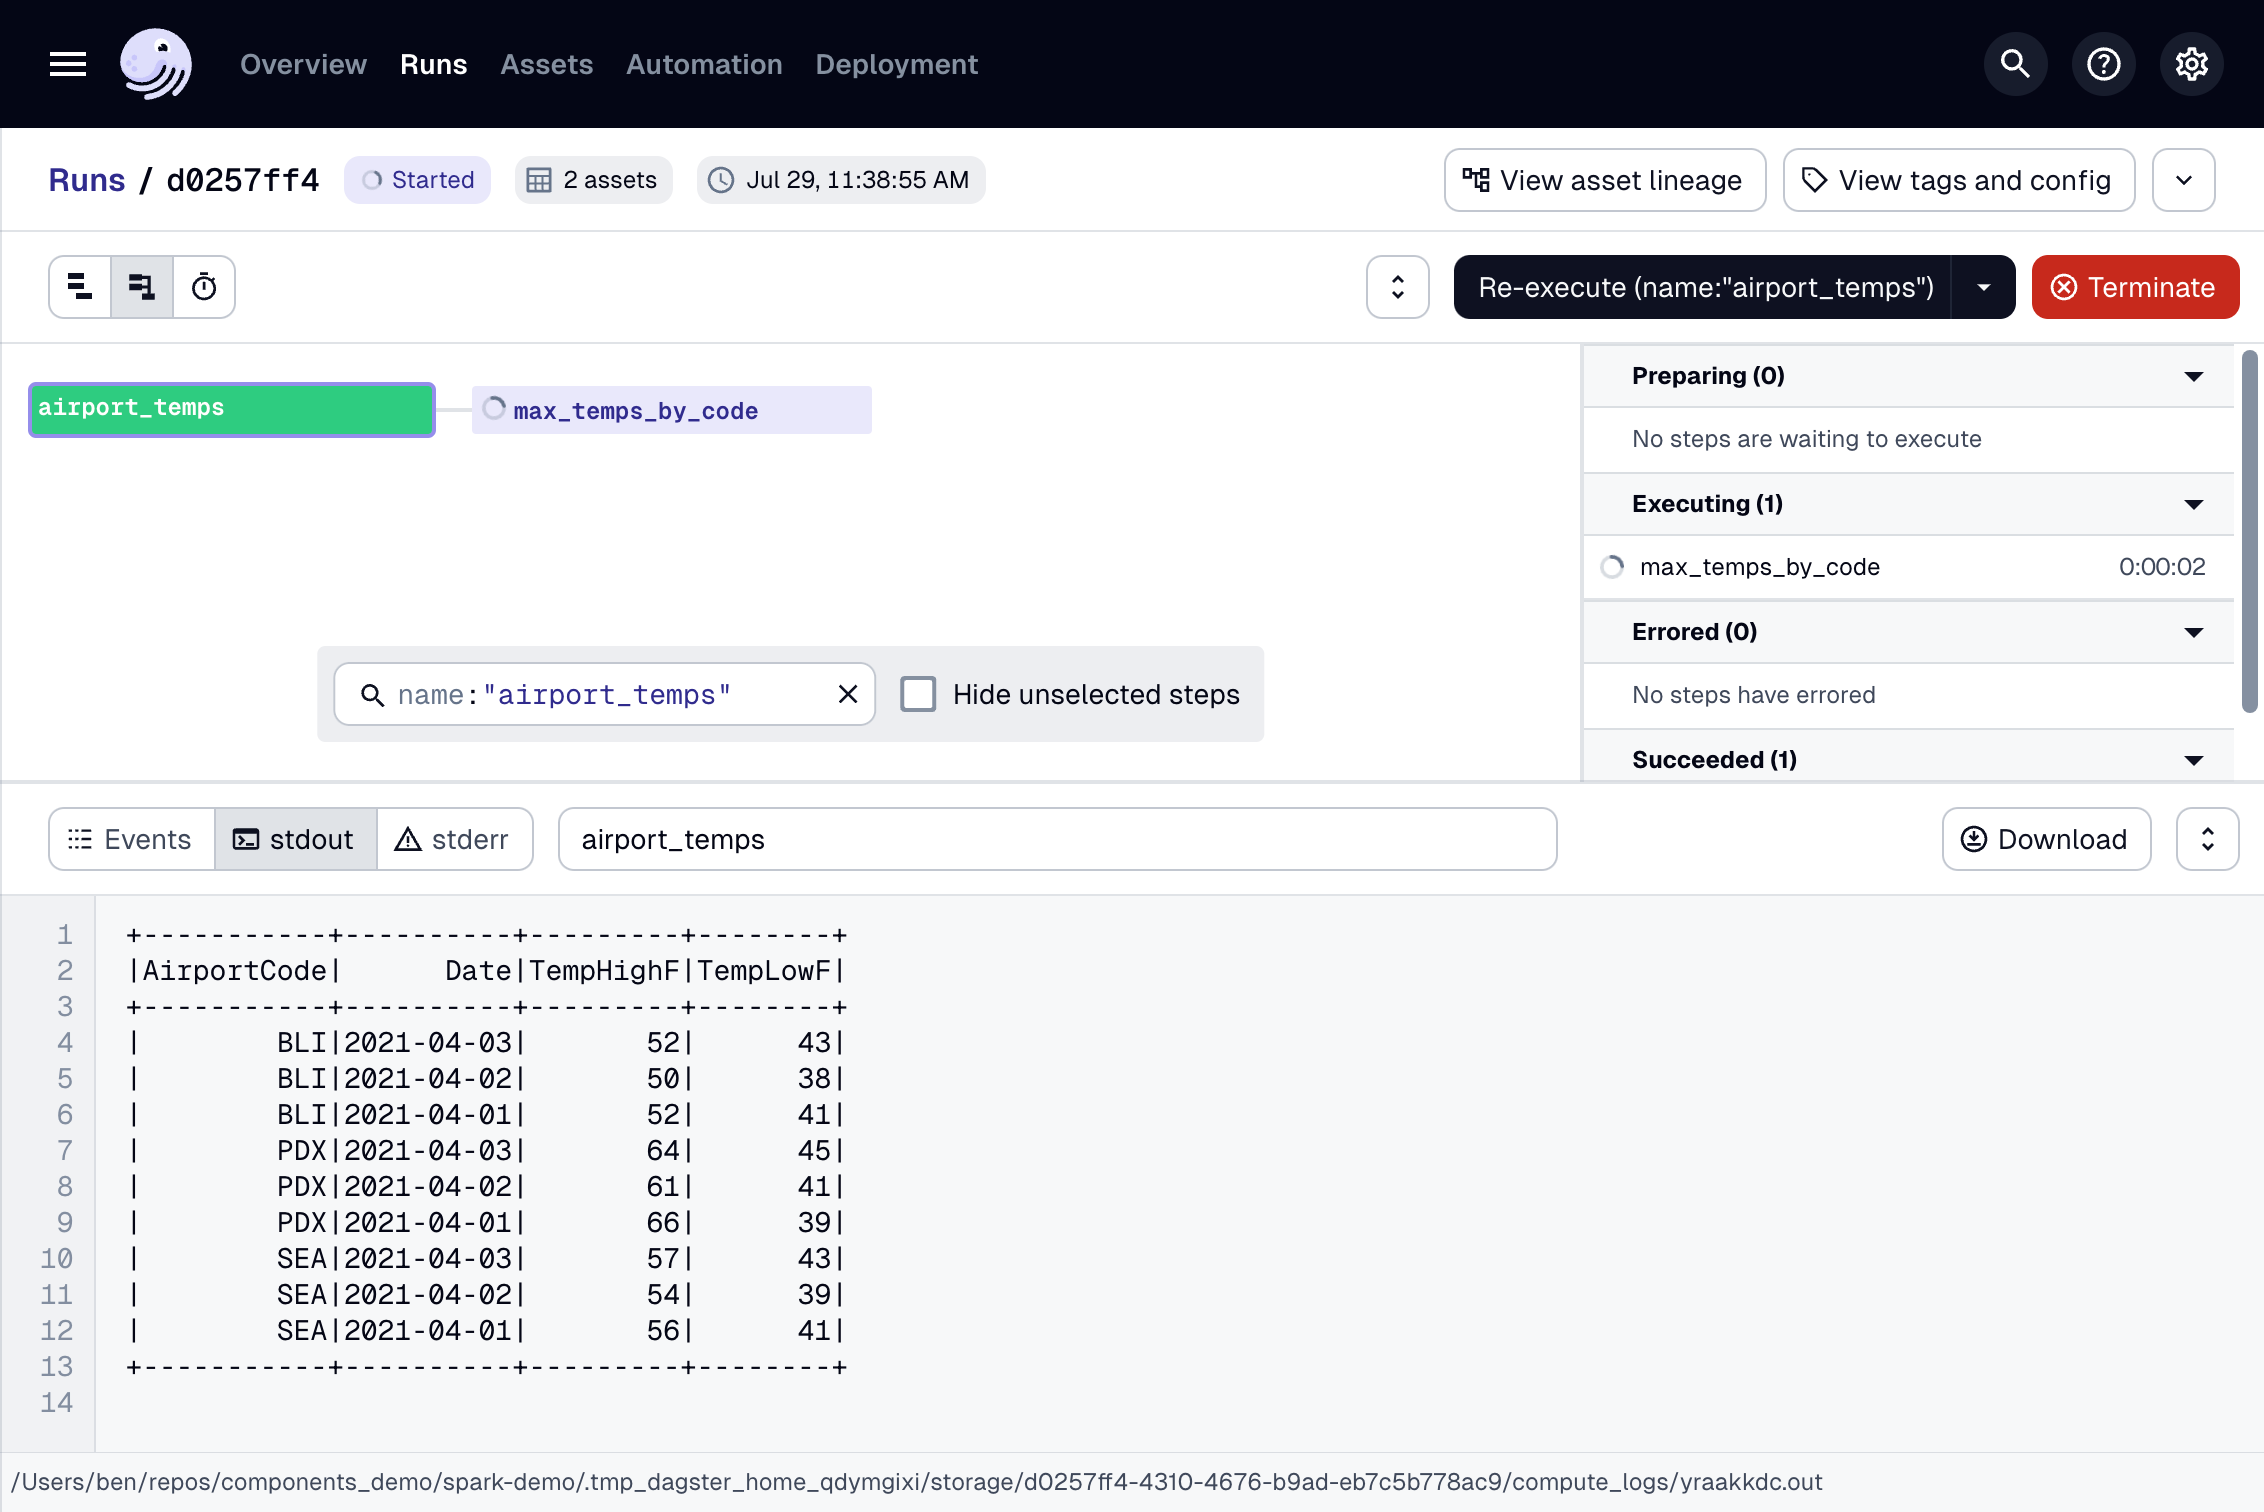 Overview Runs Assets Automation Deployment
Runs / d0257ff4 Started 2 assets Jul 29, 11:38:55 AM View asset lineage View tags and config
Re-execute (name:"airport_temps") Terminate
airport_temps max_temps_by_code
name:"airport_temps" Hide unselected steps
Preparing (0)
No steps are waiting to execute
Executing (1)
max_temps_by_code 0:00:02
Errored (0)
No steps have errored
Succeeded (1)
Events stdout stderr airport_temps Download
1 +-----------+----------+---------+--------+
2 |AirportCode|      Date|TempHighF|TempLowF|
3 +-----------+----------+---------+--------+
4 |        BLI|2021-04-03|       52|      43|
5 |        BLI|2021-04-02|       50|      38|
6 |        BLI|2021-04-01|       52|      41|
7 |        PDX|2021-04-03|       64|      45|
8 |        PDX|2021-04-02|       61|      41|
9 |        PDX|2021-04-01|       66|      39|
10 |        SEA|2021-04-03|       57|      43|
11 |        SEA|2021-04-02|       54|      39|
12 |        SEA|2021-04-01|       56|      41|
13 +-----------+----------+---------+--------+
14
/Users/ben/repos/components_demo/spark-demo/.tmp_dagster_home_qdymgixi/storage/d0257ff4-4310-4676-b9ad-eb7c5b778ac9/compute_logs/yraakkdc.out